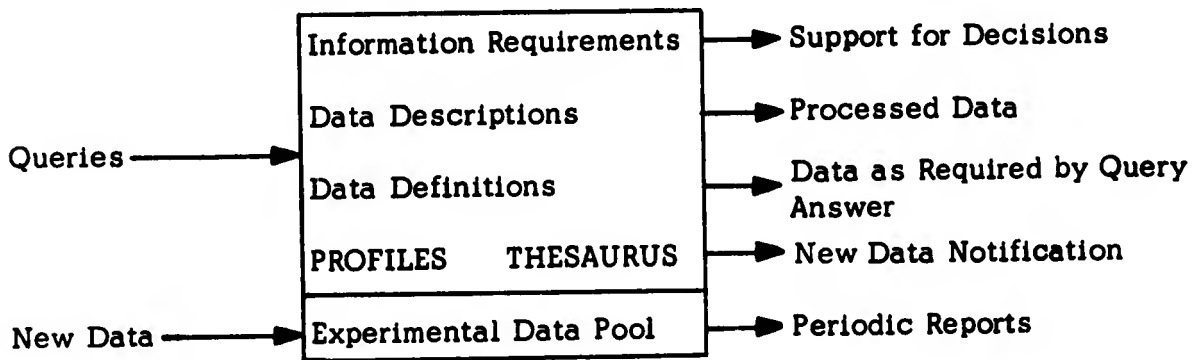 Information Requirements
Support for Decisions
Data Descriptions
Processed Data
Queries
Data Definitions
Data as Required by Query
Answer
PROFILES THESAURUS
New Data Notification
New Data
Experimental Data Pool
Periodic Reports